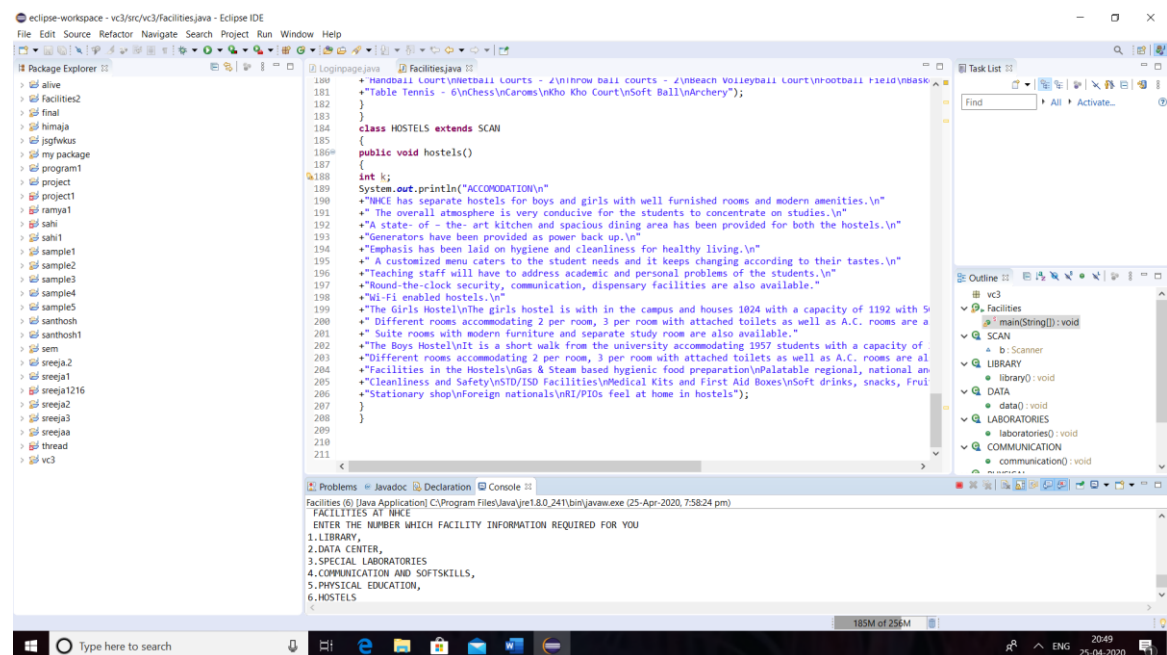 eclipse-workspace - vc3/src/vc3/Facilities.java - Eclipse IDE
File Edit Source Refactor Navigate Search Project Run Window Help
Package Explorer
alive
Facilities2
final
himaja
jsgfwkus
my package
program1
project
project1
ramya1
sahi
sahi1
sample1
sample2
sample3
sample4
sample5
santhosh
santhosh1
sem
sreeja.2
sreeja1
sreeja1216
sreeja2
sreeja3
sreejaa
thread
vc3
Loginpage.java Facilities.java
180 +"Handball Court\nNetball Courts - 2\nThrow ball courts - 2\nBeach Volleyball Court\nFootball Field\nBask
181 +"Table Tennis - 6\nChess\nCaroms\nKho Kho Court\nSoft Ball\nArchery");
182 }
183 }
184 class HOSTELS extends SCAN
185 {
186 public void hostels()
187 {
188 int k;
189 System.out.println("ACCOMODATION\n"
190 +"NHCE has separate hostels for boys and girls with well furnished rooms and modern amenities.\n"
191 +" The overall atmosphere is very conducive for the students to concentrate on studies.\n"
192 +"A state- of – the- art kitchen and spacious dining area has been provided for both the hostels.\n"
193 +"Generators have been provided as power back up.\n"
194 +"Emphasis has been laid on hygiene and cleanliness for healthy living.\n"
195 +" A customized menu caters to the student needs and it keeps changing according to their tastes.\n"
196 +"Teaching staff will have to address academic and personal problems of the students.\n"
197 +"Round-the-clock security, communication, dispensary facilities are also available."
198 +"Wi-Fi enabled hostels.\n"
199 +"The Girls Hostel\nThe girls hostel is with in the campus and houses 1024 with a capacity of 1192 with
200 +" Different rooms accommodating 2 per room, 3 per room with attached toilets as well as A.C. rooms are a
201 +" Suite rooms with modern furniture and separate study room are also available."
202 +"The Boys Hostel\nIt is a short walk from the university accommodating 1957 students with a capacity of
203 +"Different rooms accommodating 2 per room, 3 per room with attached toilets as well as A.C. rooms are al
204 +"Facilities in the Hostels\nGas & Steam based hygienic food preparation\nPalatable regional, national an
205 +"Cleanliness and Safety\nSTD/ISD Facilities\nMedical Kits and First Aid Boxes\nSoft drinks, snacks, Frui
206 +"Stationary shop\nForeign nationals\nRI/PIOs feel at home in hostels");
207 }
208 }
209
210
211
Task List
Find All Activate...
Outline
vc3
Facilities
main(String[]) : void
SCAN
b : Scanner
LIBRARY
library() : void
DATA
data() : void
LABORATORIES
laboratories() : void
COMMUNICATION
communication() : void
Problems Javadoc Declaration Console
Facilities (6) [Java Application] C:\Program Files\Java\jre1.8.0_241\bin\javaw.exe (25-Apr-2020, 7:58:24 pm)
FACILITIES AT NHCE
ENTER THE NUMBER WHICH FACILITY INFORMATION REQUIRED FOR YOU
1.LIBRARY,
2.DATA CENTER,
3.SPECIAL LABORATORIES
4.COMMUNICATION AND SOFTSKILLS,
5.PHYSICAL EDUCATION,
6.HOSTELS
185M of 256M
Type here to search
ENG
20:49
25-04-2020